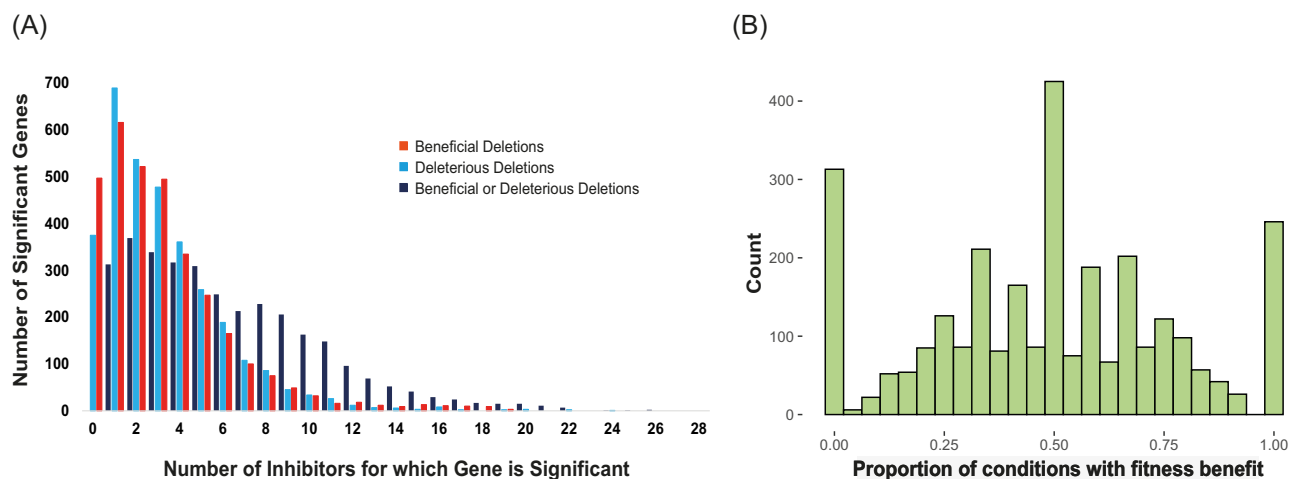 (A)
Number of Significant Genes
700
600
500
400
300
200
100
0
Beneficial Deletions
Deleterious Deletions
Beneficial or Deleterious Deletions
0 2 4 6 8 10 12 14 16 18 20 22 24 26 28
Number of Inhibitors for which Gene is Significant
(B)
Count
400
300
200
100
0
0.00 0.25 0.50 0.75 1.00
Proportion of conditions with fitness benefit